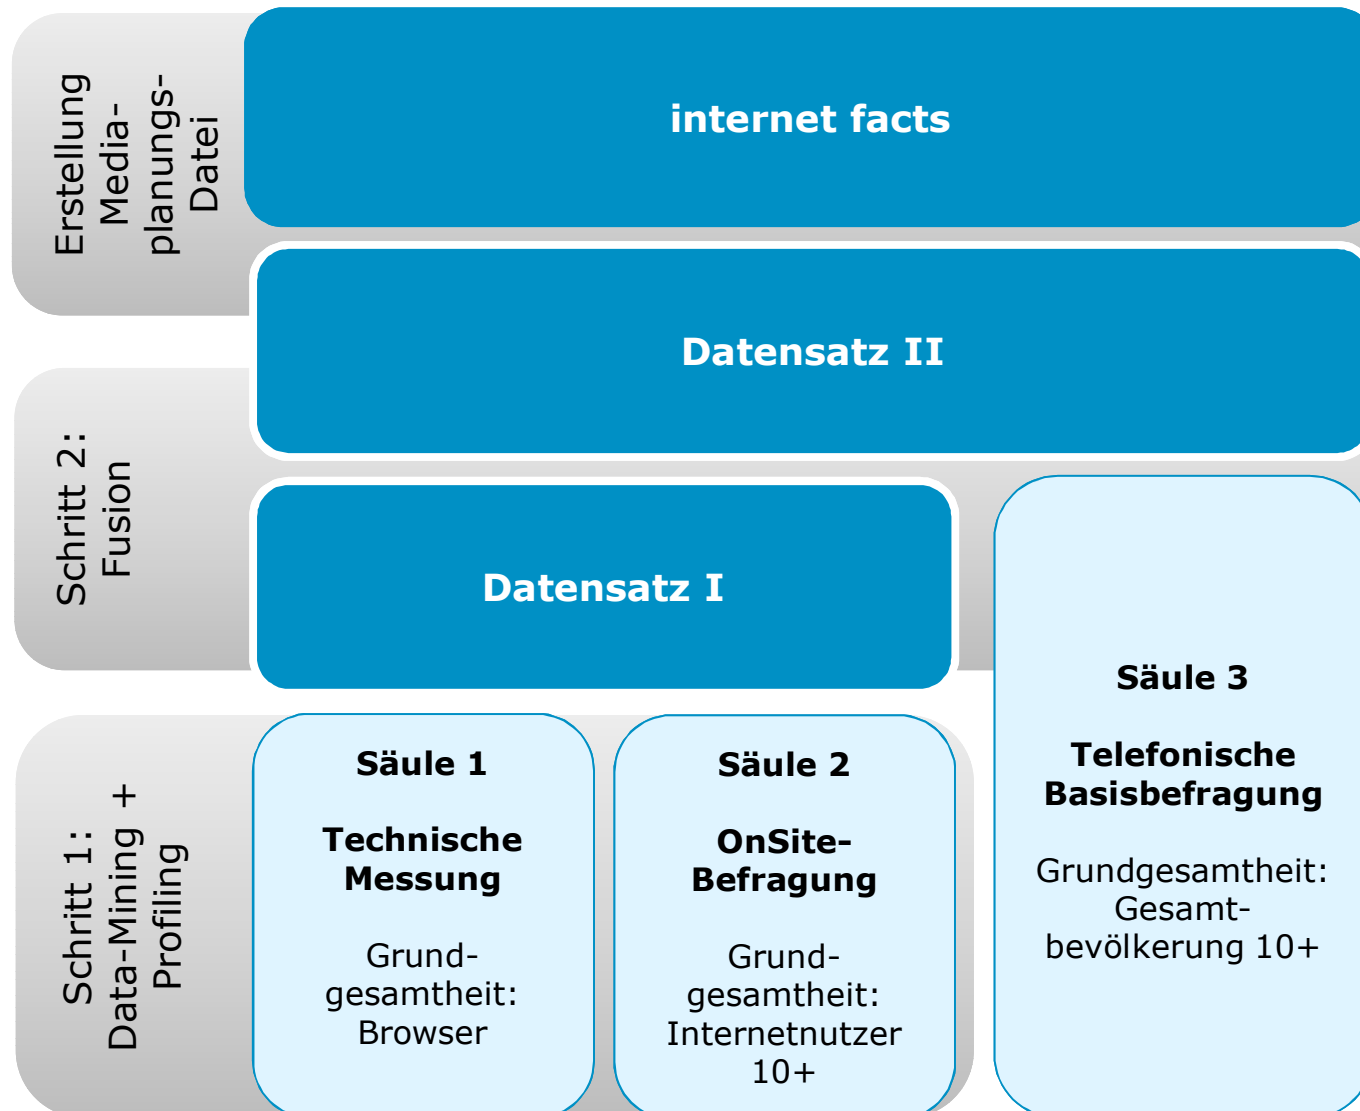 Erstellung
Media-
planungs-
Datei
internet facts
Datensatz II
Schritt 2:
Fusion
Datensatz I
Schritt 1:
Data-Mining +
Profiling
Säule 1
Technische
Messung
Grund-
gesamtheit:
Browser
Säule 2
OnSite-
Befragung
Grund-
gesamtheit:
Internetnutzer
10+
Säule 3
Telefonische
Basisbefragung
Grundgesamtheit:
Gesamt-
bevölkerung 10+